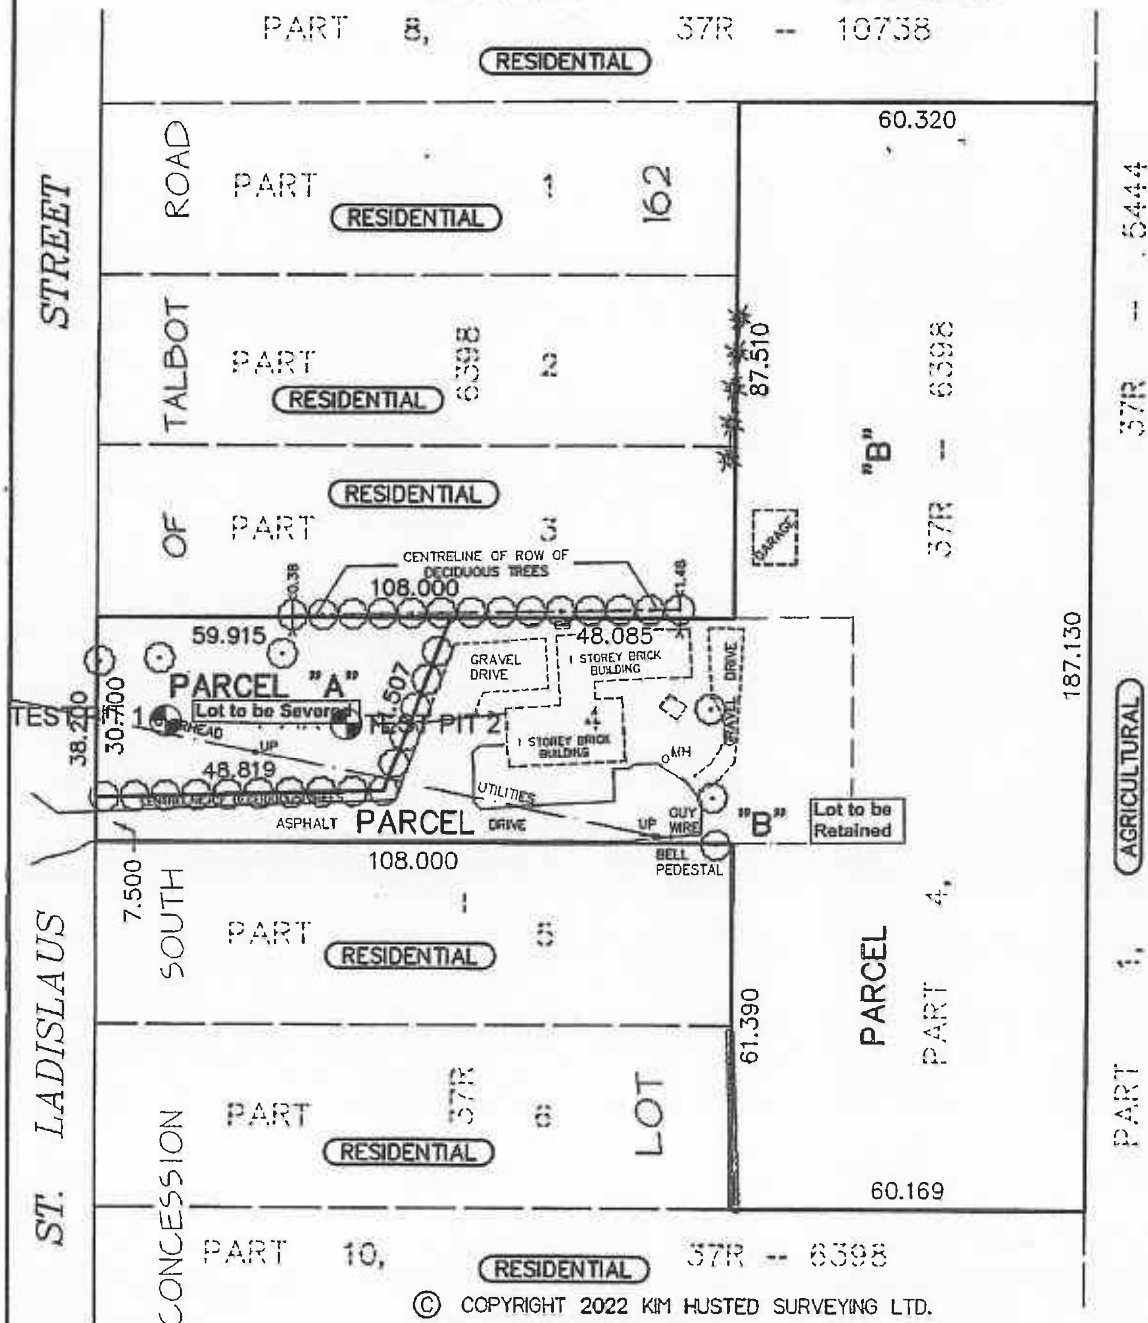 PART 8, 37R -- 10738
RESIDENTIAL
60.320
ROAD
PART 1
162
RESIDENTIAL
STREET
37R -- 5444
TALBOT
PART 2
6398
RESIDENTIAL
87.510
"B"
37R -- 6398
RESIDENTIAL
OF
PART 3
GARAGE
CENTRELINE OF ROW OF
DECIDUOUS TREES
0.38
108.000
1.48
59.915
48.085
GRAVEL
DRIVE
1 STOREY BRICK
BUILDING
DRIVE
GRAVEL
187.130
PARCEL "A"
Lot to be Severed
TEST PIT 1
TEST PIT 2
4
38.200
30.700
OVERHEAD
UP
1 STOREY BRICK
BUILDING
MH
48.819
UTILITIES
ASPHALT PARCEL DRIVE
UP
GUY
WIRE
"B"
Lot to be
Retained
AGRICULTURAL
108.000
BELL
PEDESTAL
7.500
SOUTH
PART
RESIDENTIAL
PARCEL
PART 4,
PART 1,
61.390
ST. LADISLAUS
CONCESSION
PART 6
37R
LOT
RESIDENTIAL
60.169
PART 10, 37R -- 6398
RESIDENTIAL
© COPYRIGHT 2022 KIM HUSTED SURVEYING LTD.